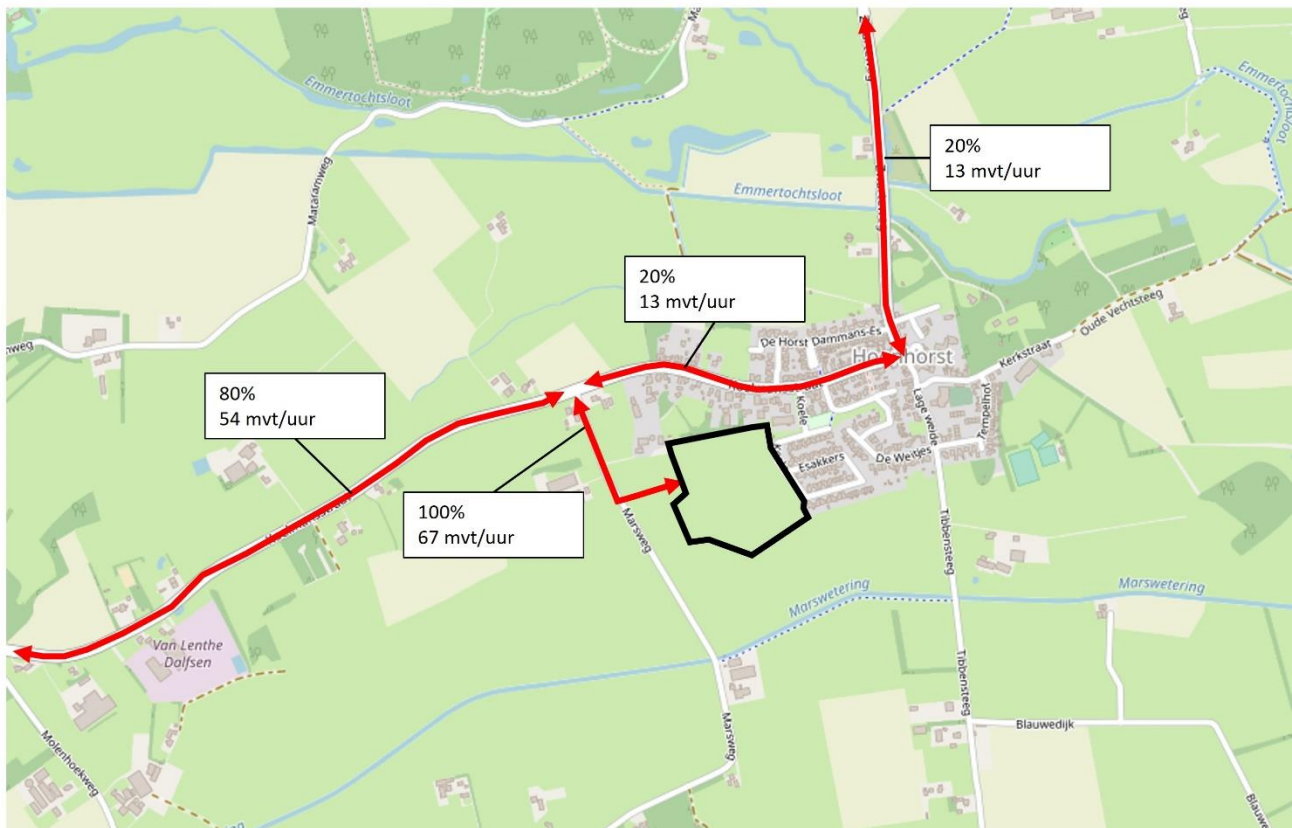 Emmertochtsloot
Mataramweg
Emmertochtsloot
20%
13 mvt/uur
Emmertochtsloot
20%
13 mvt/uur
De Horst
Dammans-Es
Oude Vechtsteeg
Kerkstraat
80%
54 mvt/uur
Koele
Lage weide
Tempelhof
Esakkers
De Weitjes
100%
67 mvt/uur
Marsweg
Tibbensteeg
Marswetering
Van Lenthe
Dalfsen
Tibbensteeg
Marsweg
Blauwedijk
Molenhoekweg